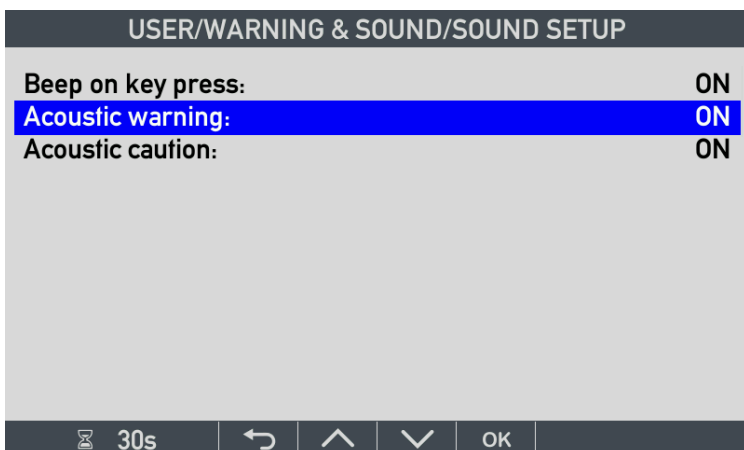 USER/WARNING & SOUND/SOUND SETUP
Beep on key press: ON
Acoustic warning: ON
Acoustic caution: ON
30s OK